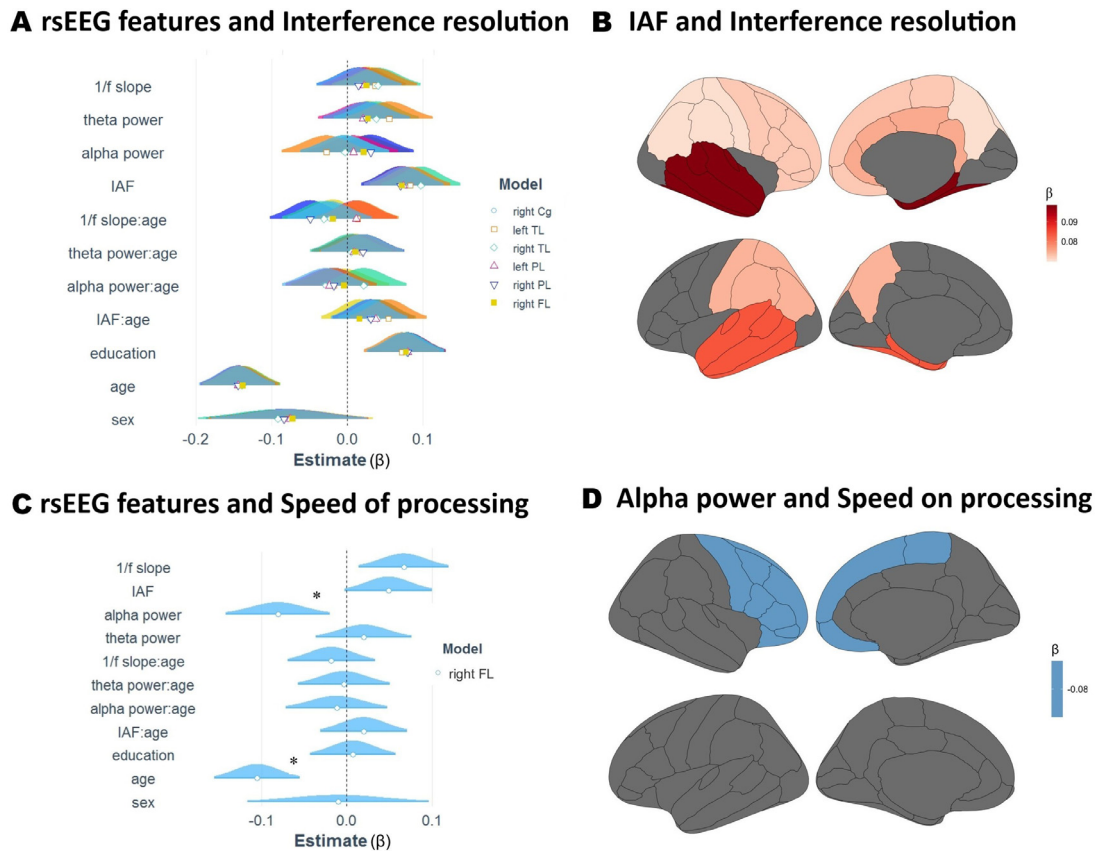 A rsEEG features and Interference resolution
1/f slope
theta power
alpha power
IAF
1/f slope:age
theta power:age
alpha power:age
IAF:age
education
age
sex
-0.2
-0.1
0.0
0.1
Estimate (β)
Model
right Cg
left TL
right TL
left PL
right PL
right FL
B IAF and Interference resolution
β
0.09
0.08
C rsEEG features and Speed of processing
1/f slope
IAF
alpha power
*
theta power
1/f slope:age
theta power:age
alpha power:age
IAF:age
education
age
*
sex
-0.1
0.0
0.1
Estimate (β)
Model
right FL
D Alpha power and Speed on processing
β
-0.08